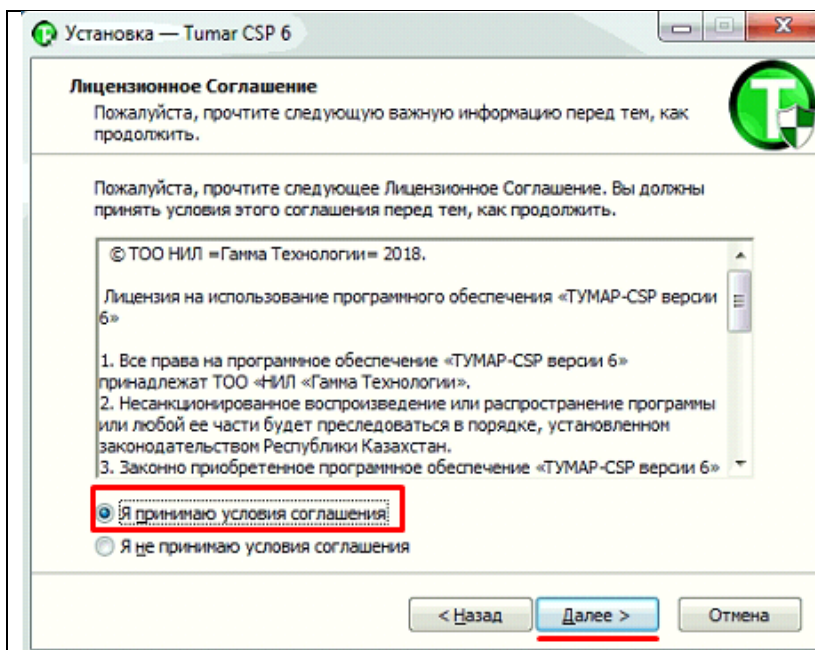 Установка — Tumar CSP 6
Лицензионное Соглашение
Пожалуйста, прочтите следующую важную информацию перед тем, как
продолжить.
Пожалуйста, прочтите следующее Лицензионное Соглашение. Вы должны
принять условия этого соглашения перед тем, как продолжить.
© ТОО НИЛ =Гамма Технологии= 2018.
Лицензия на использование программного обеспечения «ТУМАР-CSP версии
6»
1. Все права на программное обеспечение «ТУМАР-CSP версии 6»
принадлежат ТОО «НИЛ «Гамма Технологии».
2. Несанкционированное воспроизведение или распространение программы
или любой ее части будет преследоваться в порядке, установленном
законодательством Республики Казахстан.
3. Законно приобретенное программное обеспечение «ТУМАР-CSP версии 6»
Я принимаю условия соглашения
Я не принимаю условия соглашения
< Назад Далее > Отмена